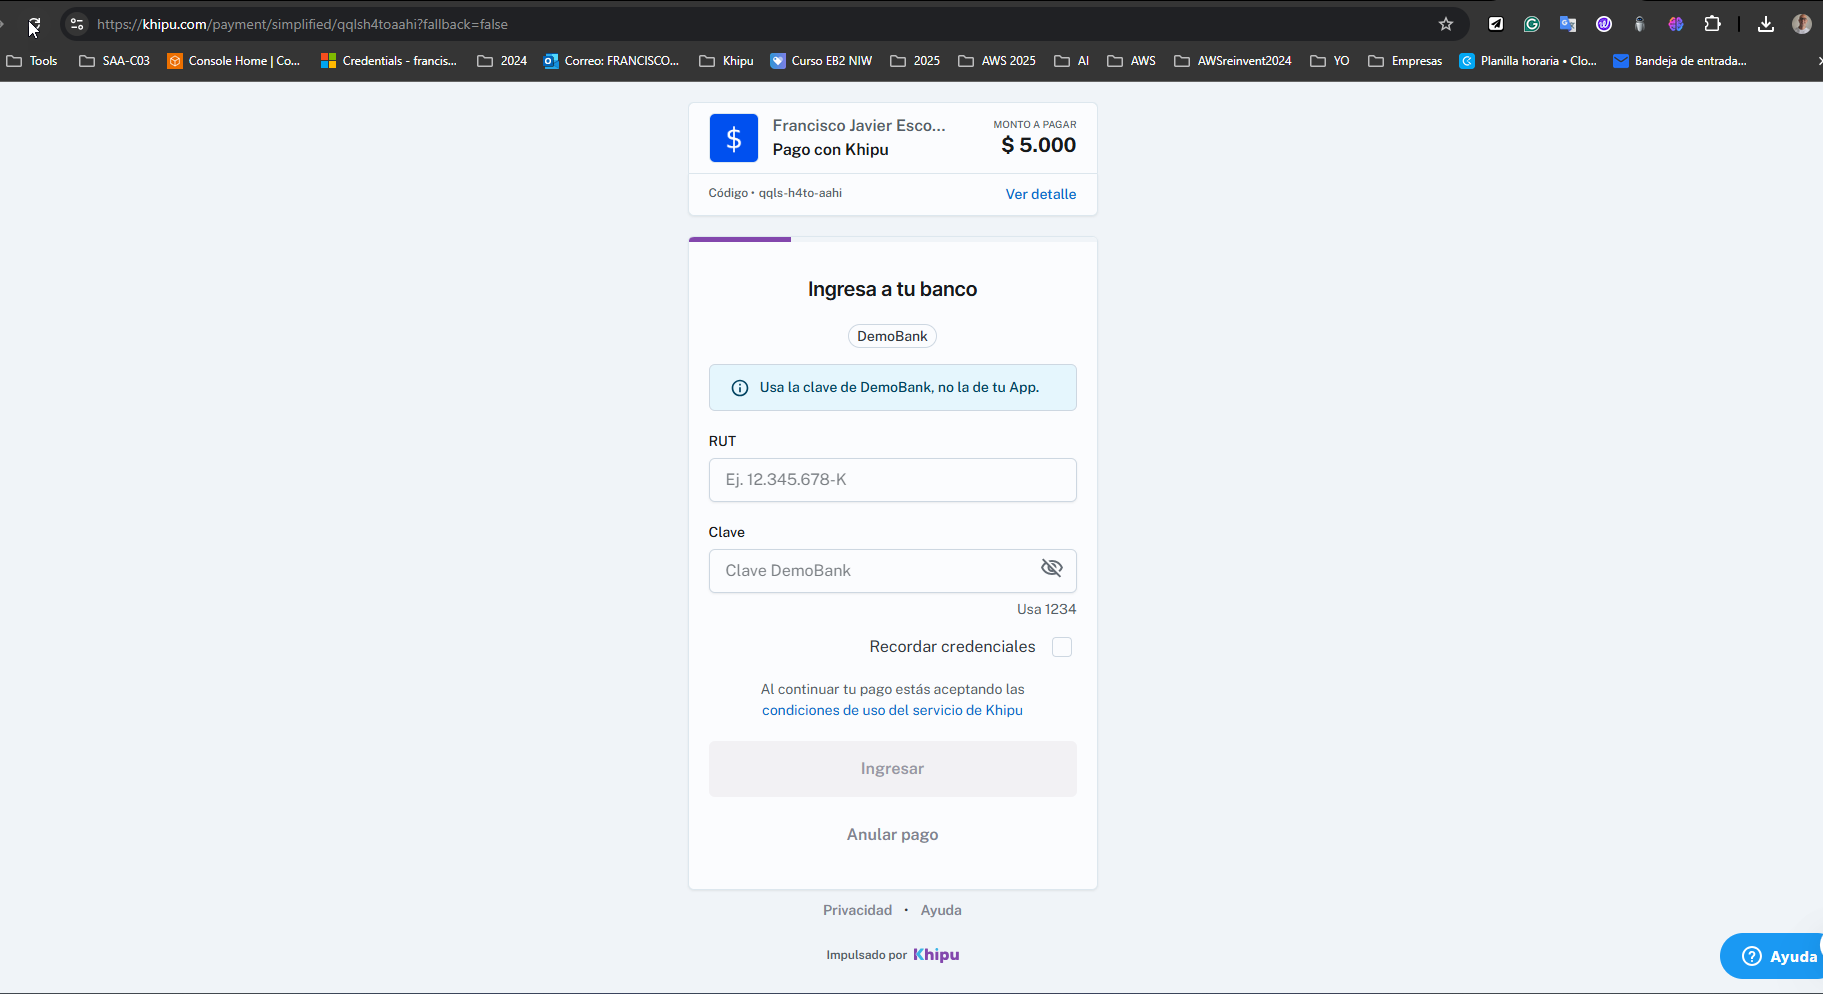 https://khipu.com/payment/simplified/qqlsh4toaahi?fallback=false
Tools SAA-C03 Console Home | Co... Credentials - francis... 2024 Correo: FRANCISCO... Khipu Curso EB2 NIW 2025 AWS 2025 AI AWS AWSreinvent2024 YO Empresas Planilla horaria • Clo... Bandeja de entrada...
Francisco Javier Esco...
Pago con Khipu
MONTO A PAGAR
$ 5.000
Código • qqls-h4to-aahi
Ver detalle
Ingresa a tu banco
DemoBank
Usa la clave de DemoBank, no la de tu App.
RUT
Ej. 12.345.678-K
Clave
Clave DemoBank
Usa 1234
Recordar credenciales
Al continuar tu pago estás aceptando las
condiciones de uso del servicio de Khipu
Ingresar
Anular pago
Privacidad • Ayuda
Impulsado por Khipu
Ayuda